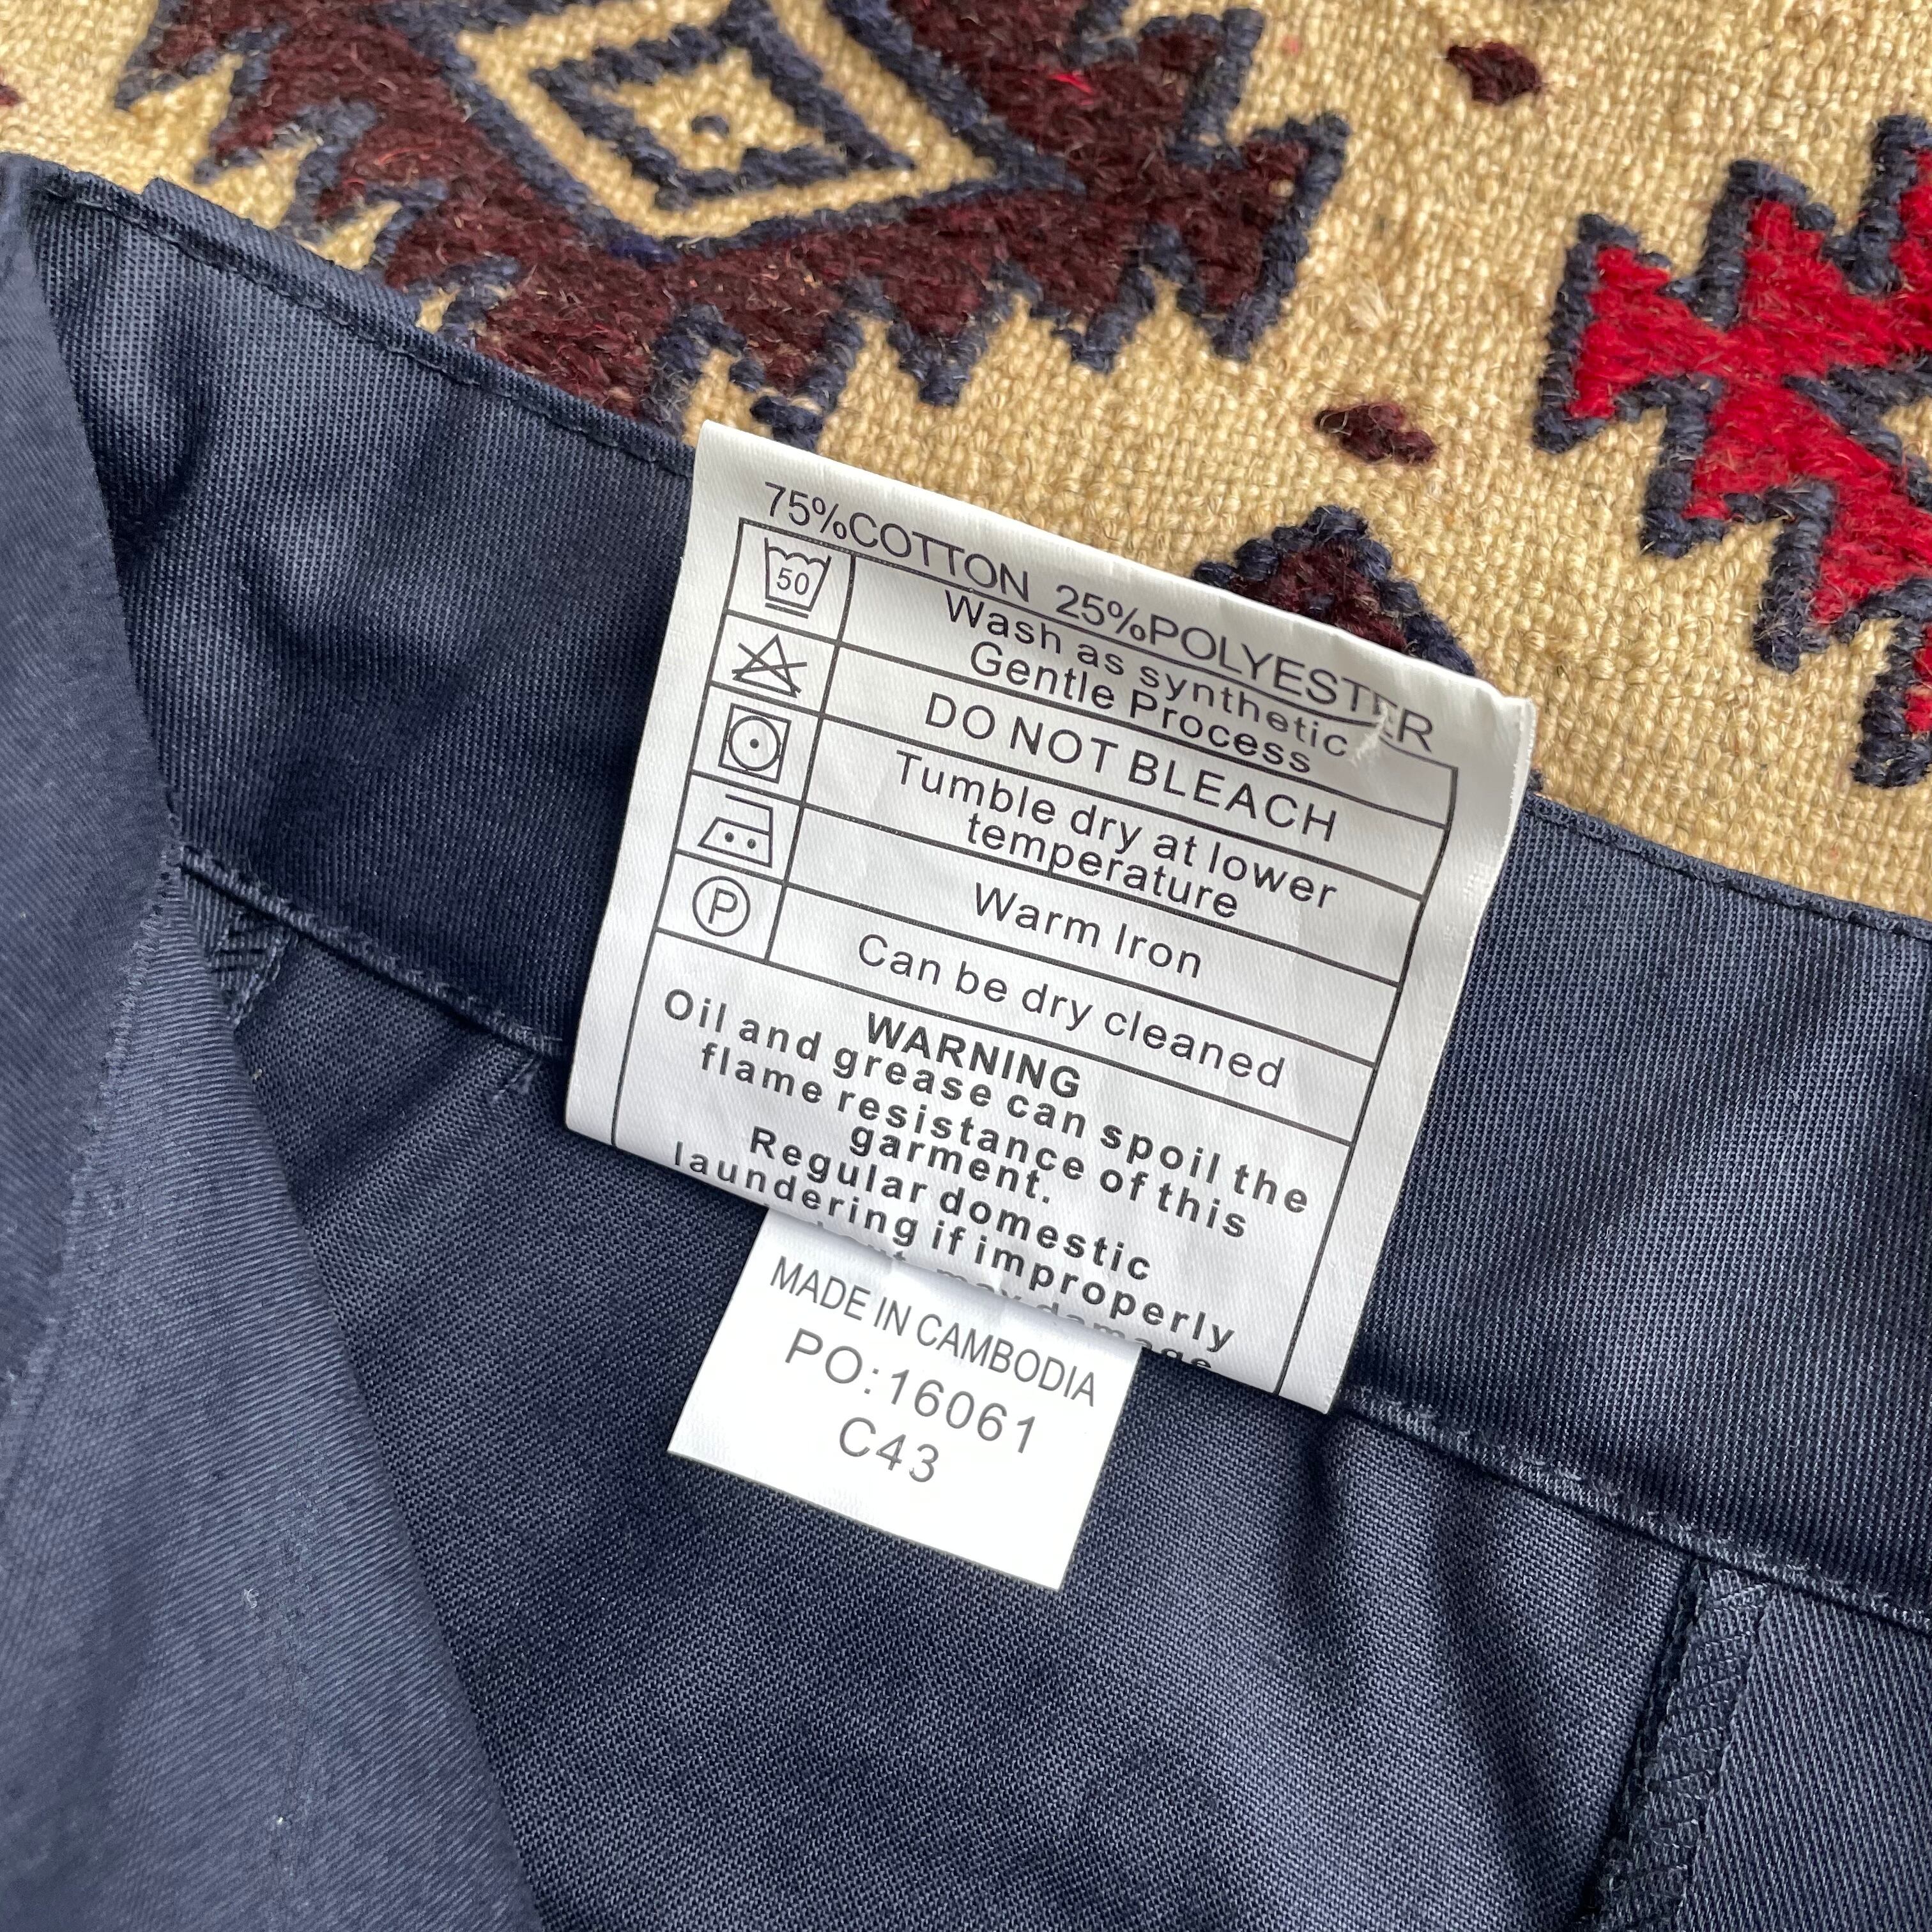 75%COTTON 25%POLYESTER
50
Wash as synthetic
Gentle Process
DO NOT BLEACH
Tumble dry at lower
temperature
Warm Iron
P
Can be dry cleaned
WARNING
Oil and grease can spoil the
flame resistance of this
garment.
Regular domestic
laundering if improperly
may damage
MADE IN CAMBODIA
PO:16061
C43